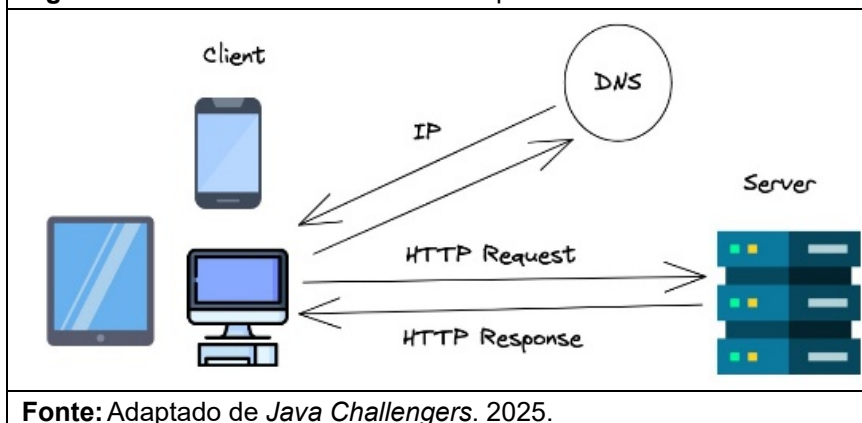 Client
DNS
IP
Server
HTTP Request
HTTP Response
Fonte: Adaptado de Java Challengers. 2025.